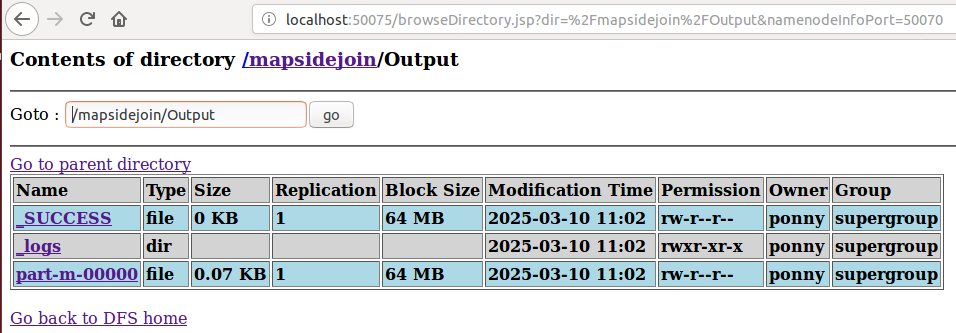 localhost:50075/browseDirectory.jsp?dir=%2Fmapsidejoin%2FOutput&namenodeInfoPort=50070
Contents of directory /mapsidejoin/Output
Goto : /mapsidejoin/Output go
Go to parent directory
Name Type Size Replication Block Size Modification Time Permission Owner Group
_SUCCESS file 0 KB 1 64 MB 2025-03-10 11:02 rw-r--r-- ponny supergroup
_logs dir 2025-03-10 11:02 rwxr-xr-x ponny supergroup
part-m-00000 file 0.07 KB 1 64 MB 2025-03-10 11:02 rw-r--r-- ponny supergroup
Go back to DFS home